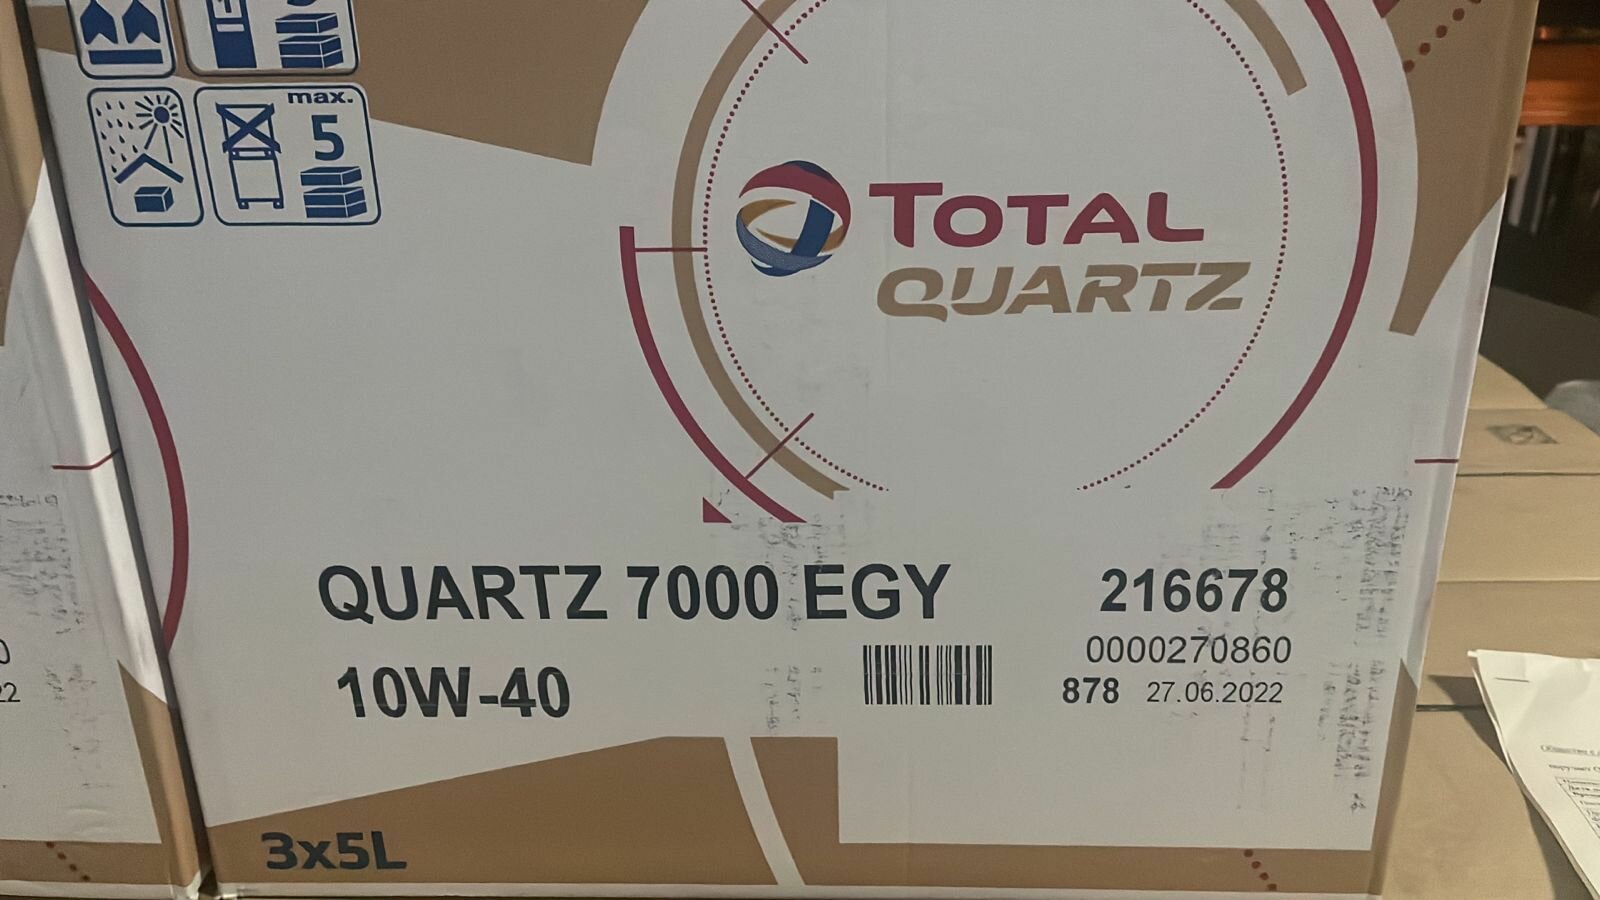 max.
5
TOTAL
QUARTZ
QUARTZ 7000 EGY
216678
0000270860
10W-40
878 27.06.2022
3x5L